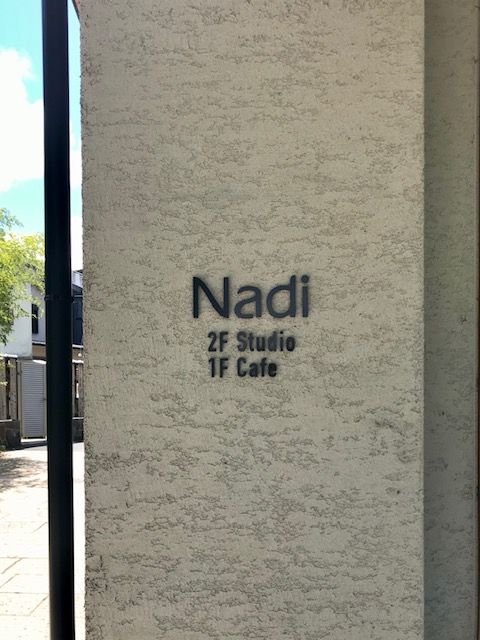 Nadi
2F Studio
1F Cafe